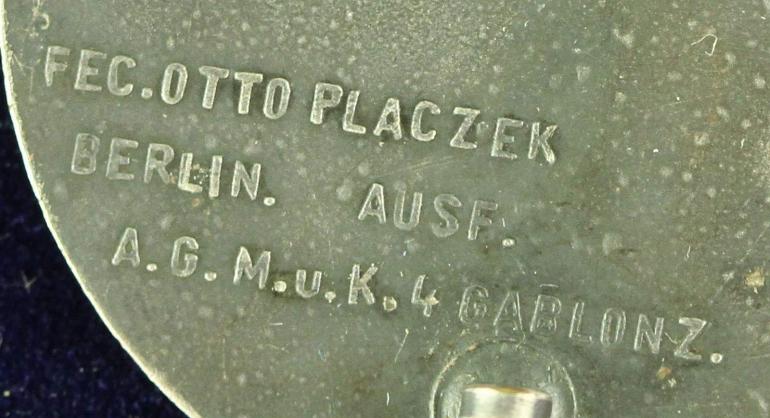 FEC. OTTO PLACZEK
BERLIN. AUSF.
A.G.M.u.K.4 GABLONZ.